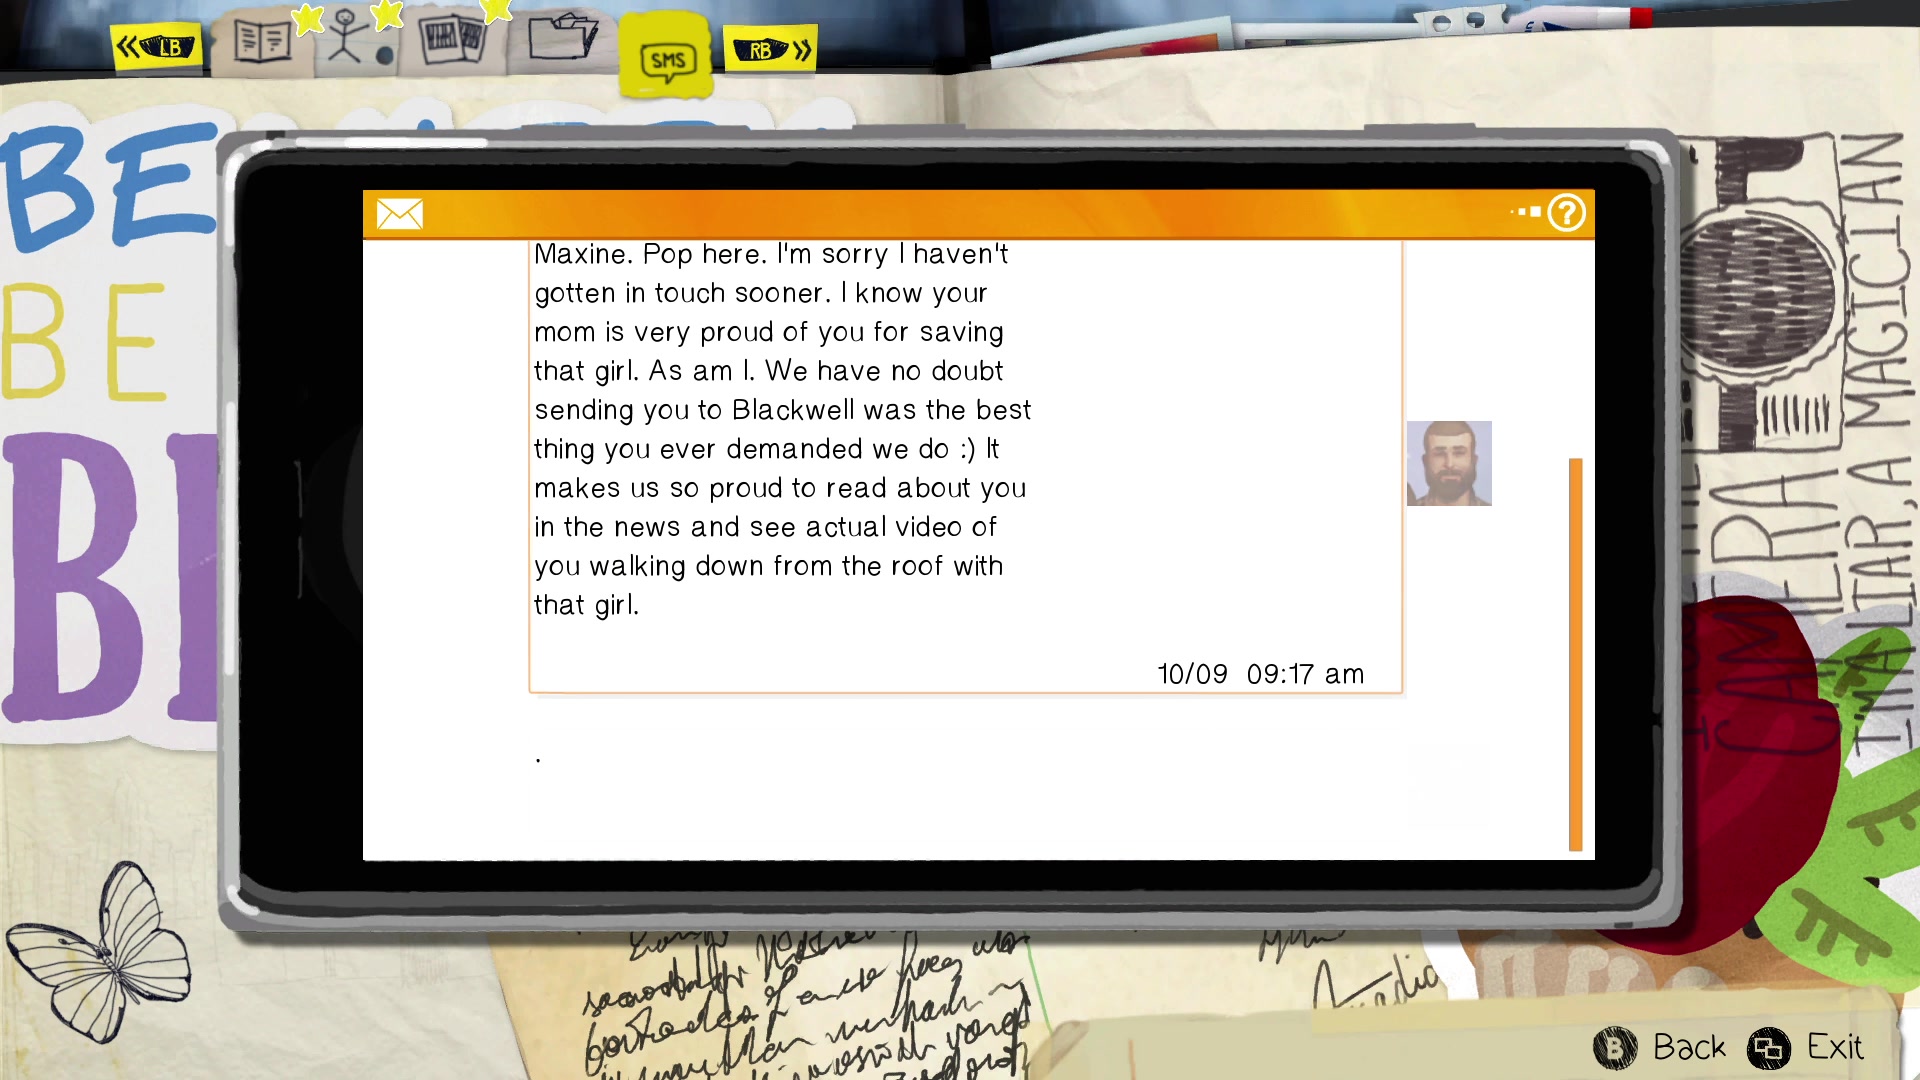 LB
SMS
RB
BE
BE
Maxine. Pop here. I'm sorry I haven't
gotten in touch sooner. I know your
mom is very proud of you for saving
that girl. As am I. We have no doubt
sending you to Blackwell was the best
thing you ever demanded we do :) It
makes us so proud to read about you
in the news and see actual video of
you walking down from the roof with
that girl.
10/09 09:17 am
.
CAMERA
I'M A LIAR, A MAGICIAN
B Back
Exit